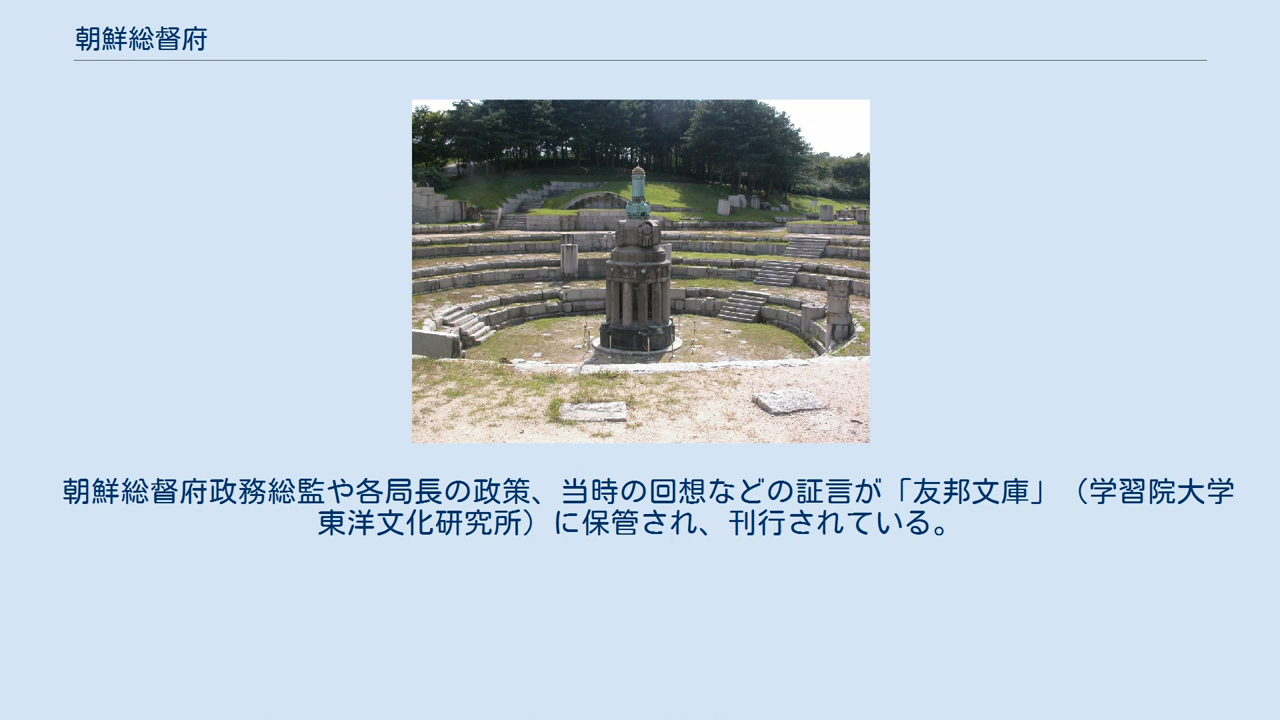 朝鮮総督府
朝鮮総督府政務総監や各局長の政策、当時の回想などの証言が「友邦文庫」（学習院大学
東洋文化研究所）に保管され、刊行されている。